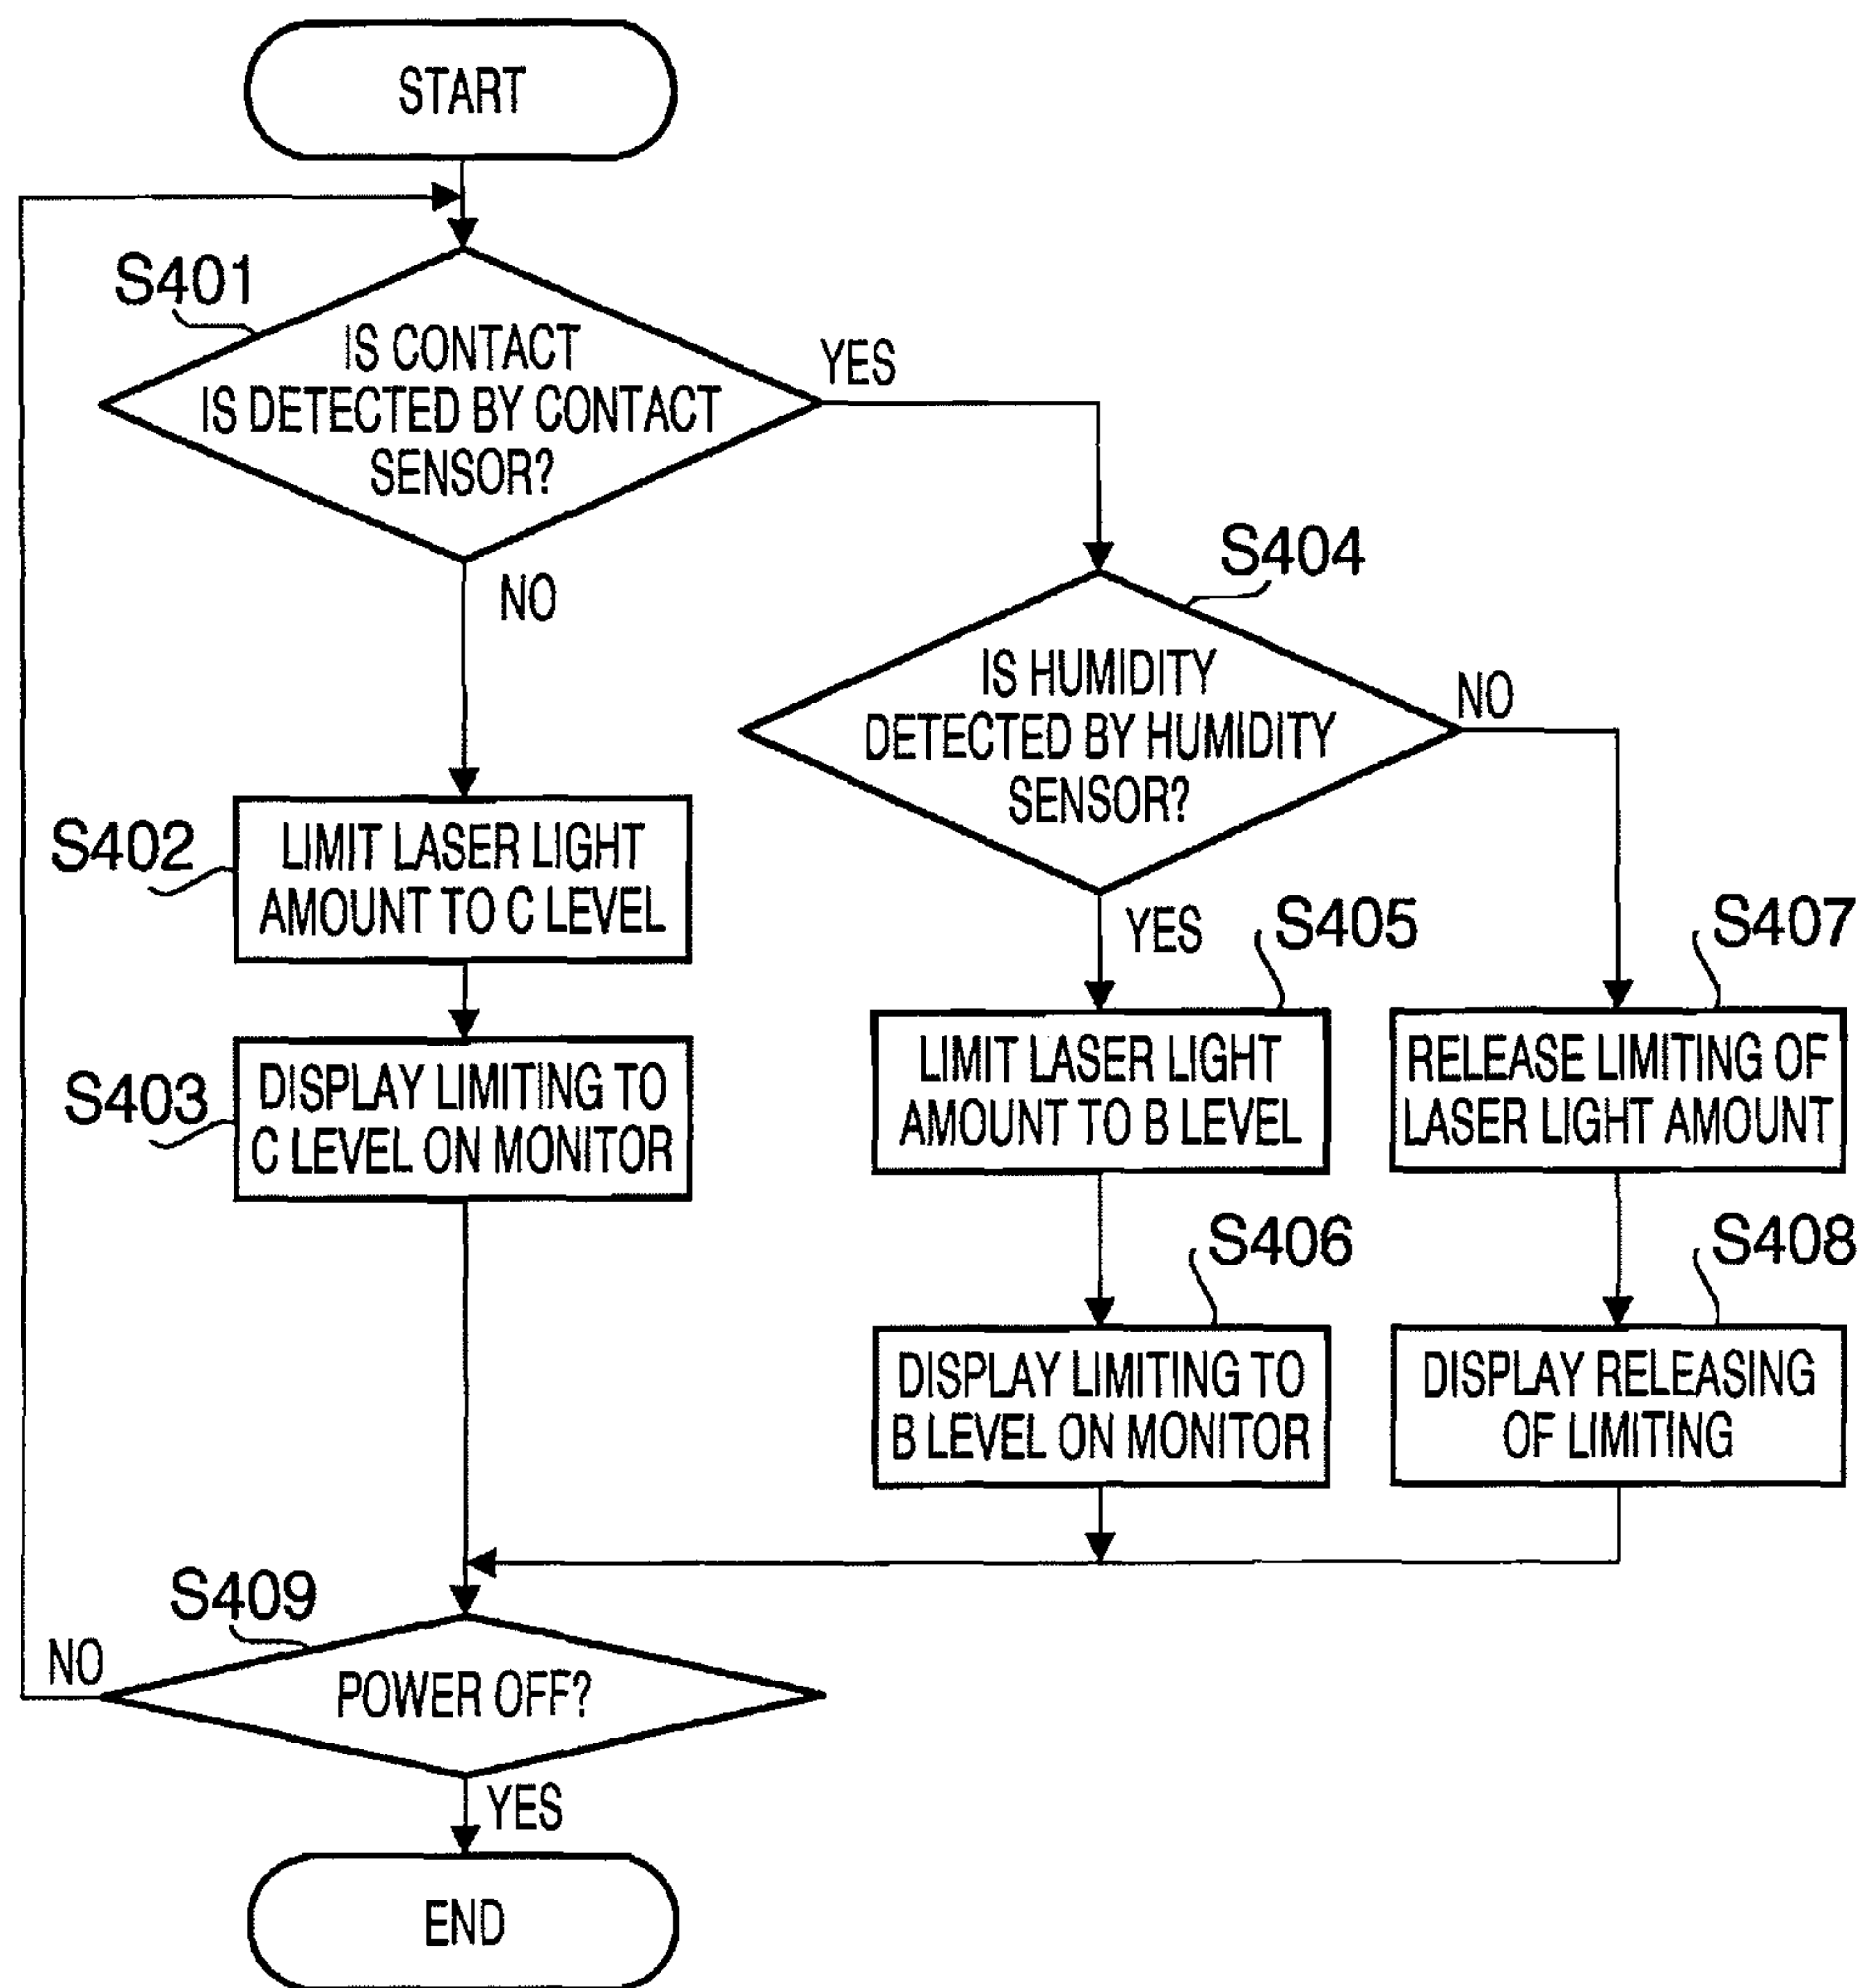 START
S401
IS CONTACT
IS DETECTED BY CONTACT
SENSOR?
YES
NO
S404
IS HUMIDITY
DETECTED BY HUMIDITY
SENSOR?
NO
YES
S402
LIMIT LASER LIGHT
AMOUNT TO C LEVEL
S403
DISPLAY LIMITING TO
C LEVEL ON MONITOR
S405
LIMIT LASER LIGHT
AMOUNT TO B LEVEL
S407
RELEASE LIMITING OF
LASER LIGHT AMOUNT
S406
DISPLAY LIMITING TO
B LEVEL ON MONITOR
S408
DISPLAY RELEASING
OF LIMITING
S409
NO
POWER OFF?
YES
END